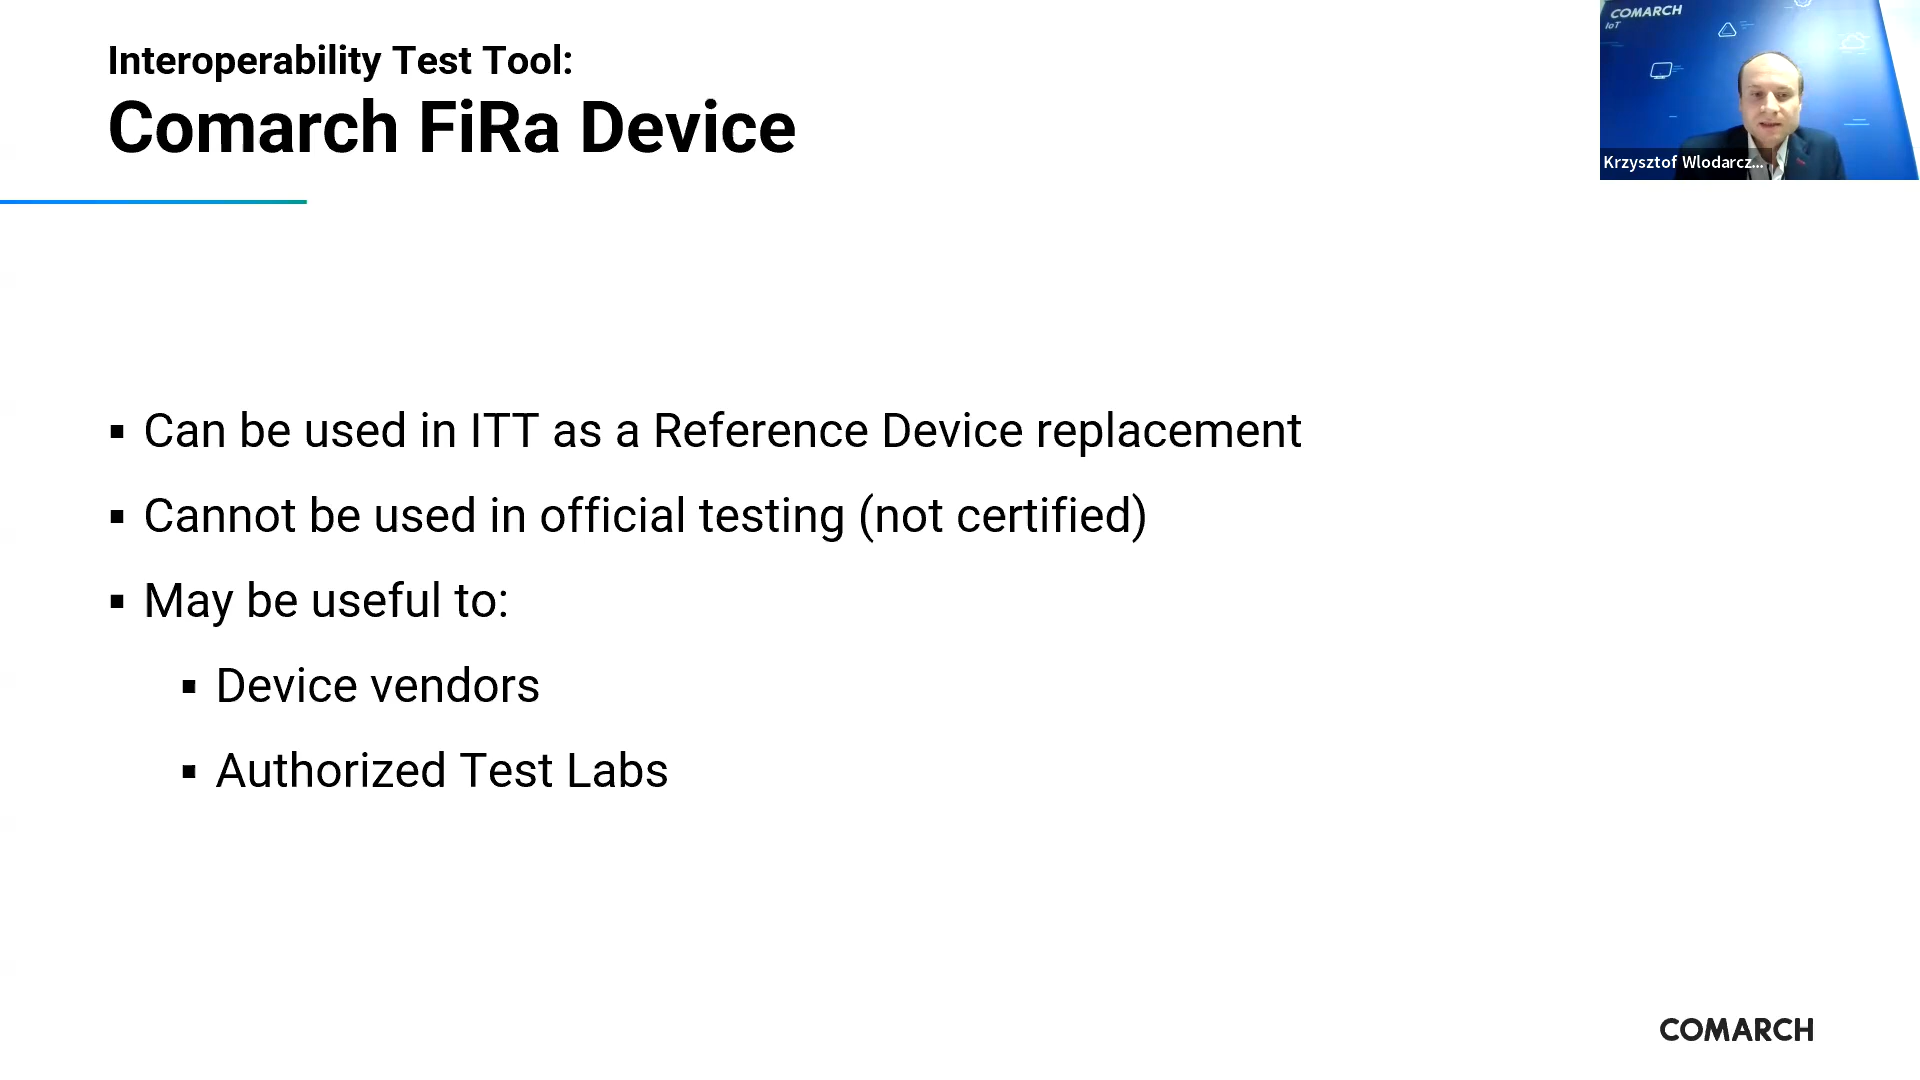 Interoperability Test Tool:
Comarch FiRa Device
COMARCH
IoT
Krzysztof Wlodarcz...
▪ Can be used in ITT as a Reference Device replacement
▪ Cannot be used in official testing (not certified)
▪ May be useful to:
▪ Device vendors
▪ Authorized Test Labs
COMARCH